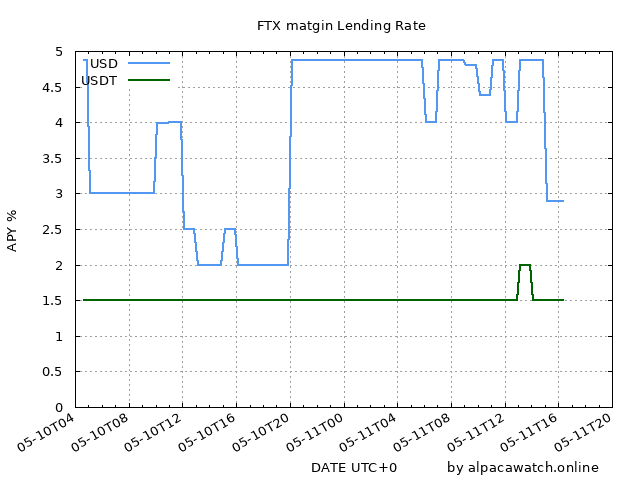 FTX matgin Lending Rate
USD
USDT
5
4.5
4
3.5
3
2.5
2
1.5
1
0.5
0
APY %
05-10T04
05-10T08
05-10T12
05-10T16
05-10T20
05-11T00
05-11T04
05-11T08
05-11T12
05-11T16
05-11T20
DATE UTC+0
by alpacawatch.online